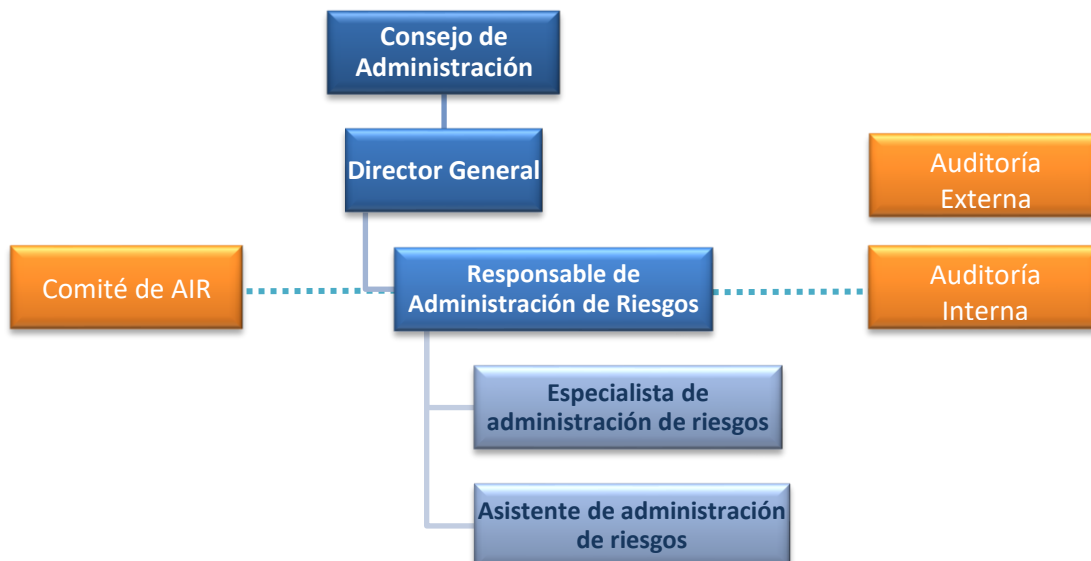 Consejo de
Administración
Director General
Auditoría
Externa
Comité de AIR
Responsable de
Administración de Riesgos
Auditoría
Interna
Especialista de
administración de riesgos
Asistente de administración
de riesgos